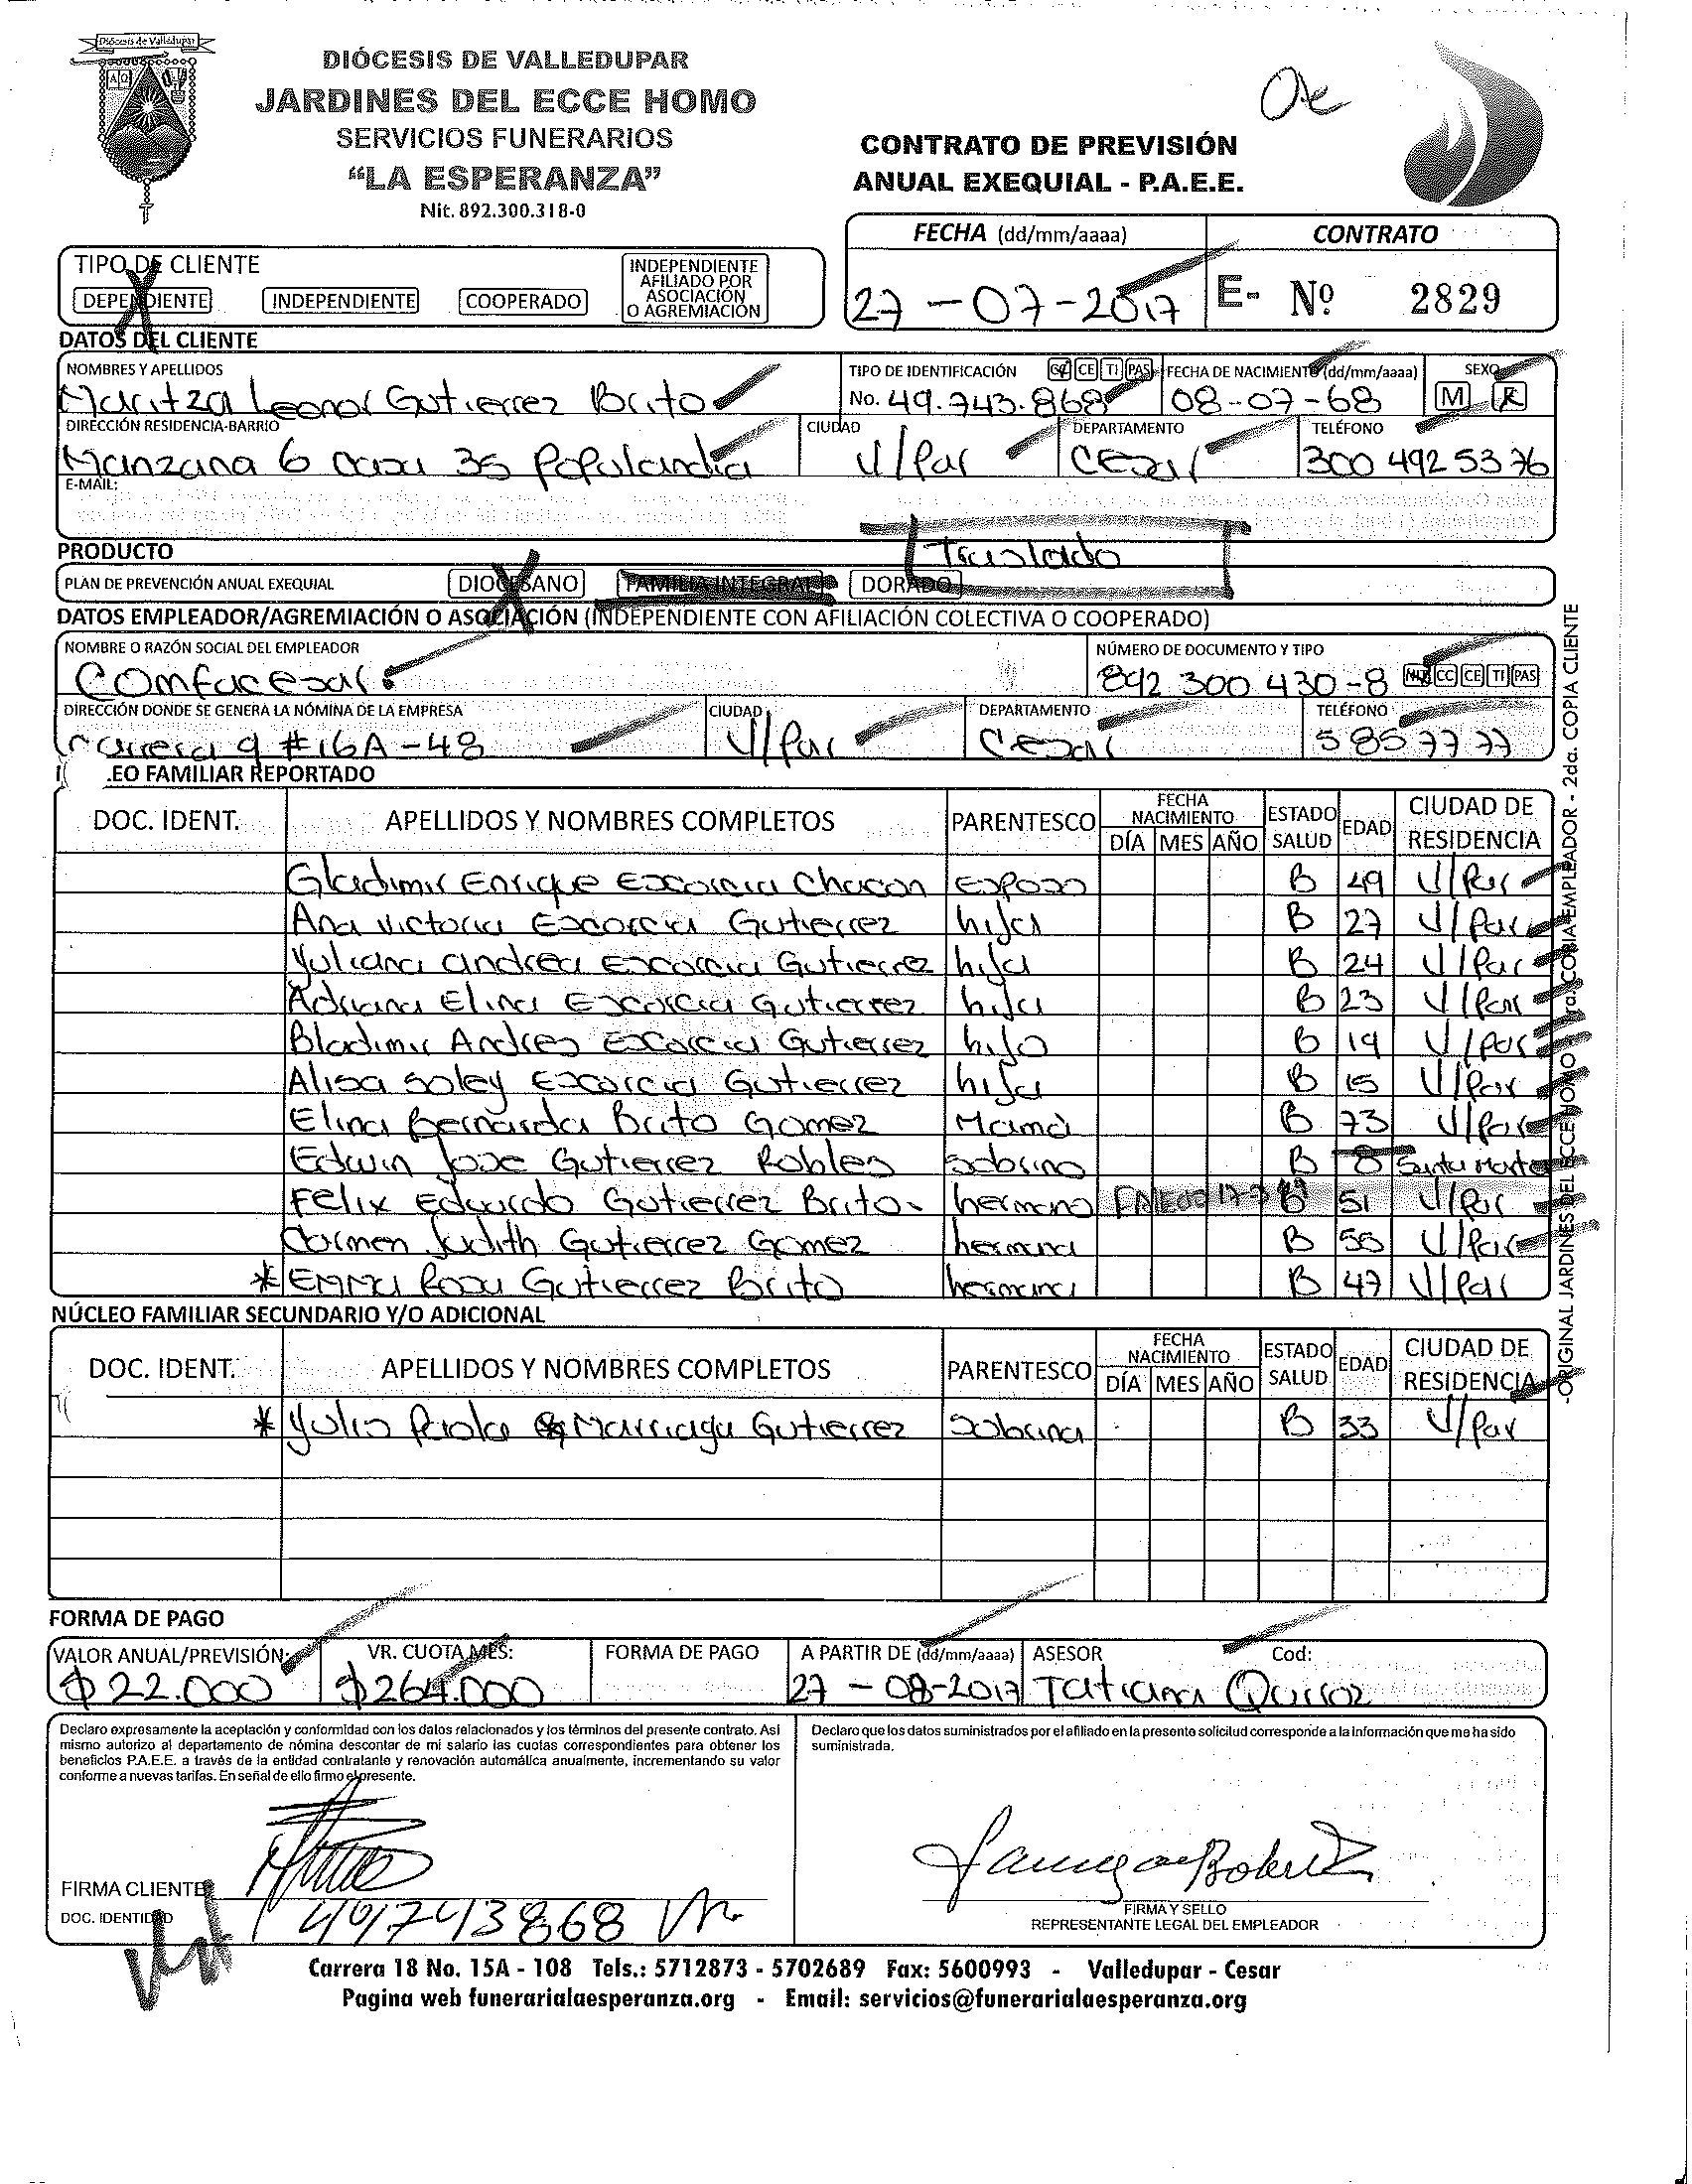 Diócesis de Valledupar
DIÓCESIS DE VALLEDUPAR
JARDINES DEL ECCE HOMO
SERVICIOS FUNERARIOS
“LA ESPERANZA”
Nit. 892.300.318-0
CONTRATO DE PREVISIÓN
ANUAL EXEQUIAL - P.A.E.E.
FECHA (dd/mm/aaaa) CONTRATO
27-07-2017 E- Nº 2829
TIPO DE CLIENTE
DEPENDIENTE INDEPENDIENTE COOPERADO INDEPENDIENTE AFILIADO POR ASOCIACIÓN O AGREMIACIÓN
DATOS DEL CLIENTE
NOMBRES Y APELLIDOS TIPO DE IDENTIFICACIÓN CC CE TI PAS FECHA DE NACIMIENTO (dd/mm/aaaa) SEXO
Maritza Leonor Gutierrez Brito No. 49.743.868 08-07-68 M F
DIRECCIÓN RESIDENCIA-BARRIO CIUDAD DEPARTAMENTO TELÉFONO
Manzana 6 casa 35 Populandia V/par Cesar 300 492 5376
E-MAIL:
PRODUCTO
Traslado
PLAN DE PREVENCIÓN ANUAL EXEQUIAL DIOCESANO FAMILIA INTEGRAL DORADO
DATOS EMPLEADOR/AGREMIACIÓN O ASOCIACIÓN (INDEPENDIENTE CON AFILIACIÓN COLECTIVA O COOPERADO)
NOMBRE O RAZÓN SOCIAL DEL EMPLEADOR NÚMERO DE DOCUMENTO Y TIPO
Comfacesar 892 300 430-8 NIT CC CE TI PAS
DIRECCIÓN DONDE SE GENERA LA NÓMINA DE LA EMPRESA CIUDAD DEPARTAMENTO TELÉFONO
Carrera 9 #16A-48 V/par Cesar 5857777
EO FAMILIAR REPORTADO
DOC. IDENT. APELLIDOS Y NOMBRES COMPLETOS PARENTESCO FECHA NACIMIENTO DÍA MES AÑO ESTADO SALUD EDAD CIUDAD DE RESIDENCIA
Gladimir Enrique Escorcia Chacon Esposo B 49 V/par
Ana Victoria Escorcia Gutierrez hija B 27 V/par
Yuliana andrea Escorcia Gutierrez hija B 24 V/par
Adriana Elina Escorcia Gutierrez hija B 23 V/par
Bladimir Andres Escorcia Gutierrez hijo B 19 V/par
Alisa Soley Escorcia Gutierrez hija B 15 V/par
Elina Bernarda Brito Gomez Mamá B 73 V/par
Edwin Jose Gutierrez Robles sobrino B 8 Santa Marta
Felix Eduardo Gutierrez Brito hermano B 51 V/par
Carmen Judith Gutierrez Gomez hermana B 50 V/par
*Emma Rosa Gutierrez Brito hermana B 47 V/par
NÚCLEO FAMILIAR SECUNDARIO Y/O ADICIONAL
DOC. IDENT. APELLIDOS Y NOMBRES COMPLETOS PARENTESCO FECHA NACIMIENTO DÍA MES AÑO ESTADO SALUD EDAD CIUDAD DE RESIDENCIA
*Yulis Paola Marriaga Gutierrez Sobrina B 33 V/par
FORMA DE PAGO
VALOR ANUAL/PREVISIÓN: VR. CUOTA MES: FORMA DE PAGO A PARTIR DE (dd/mm/aaaa) ASESOR Cod:
$22.000 $264.000 27-08-2017 Tatiana Quiroz
Declaro expresamente la aceptación y conformidad con los datos relacionados y los términos del presente contrato. Así
mismo autorizo al departamento de nómina descontar de mi salario las cuotas correspondientes para obtener los
beneficios P.A.E.E. a través de la entidad contratante y renovación automática anualmente, incrementando su valor
conforme a nuevas tarifas. En señal de ello firmo el presente.
Declaro que los datos suministrados por el afiliado en la presente solicitud corresponde a la información que me ha sido
suministrada.
FIRMA CLIENTE
DOC. IDENTIDAD 49743868
FIRMA Y SELLO
REPRESENTANTE LEGAL DEL EMPLEADOR
Carrera 18 No. 15A - 108 Tels.: 5712873 - 5702689 Fax: 5600993 - Valledupar - Cesar
Pagina web funerarialaesperanza.org - Email: servicios@funerarialaesperanza.org
-ORIGINAL JARDINES DEL ECCE HOMO 1ra. COPIA EMPLEADOR - 2da. COPIA CLIENTE